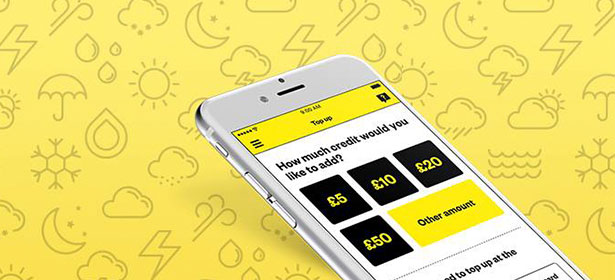 9:00 AM
Top up
How much credit would you
like to add?
£5
£10
£20
£50
Other amount
to top up at the